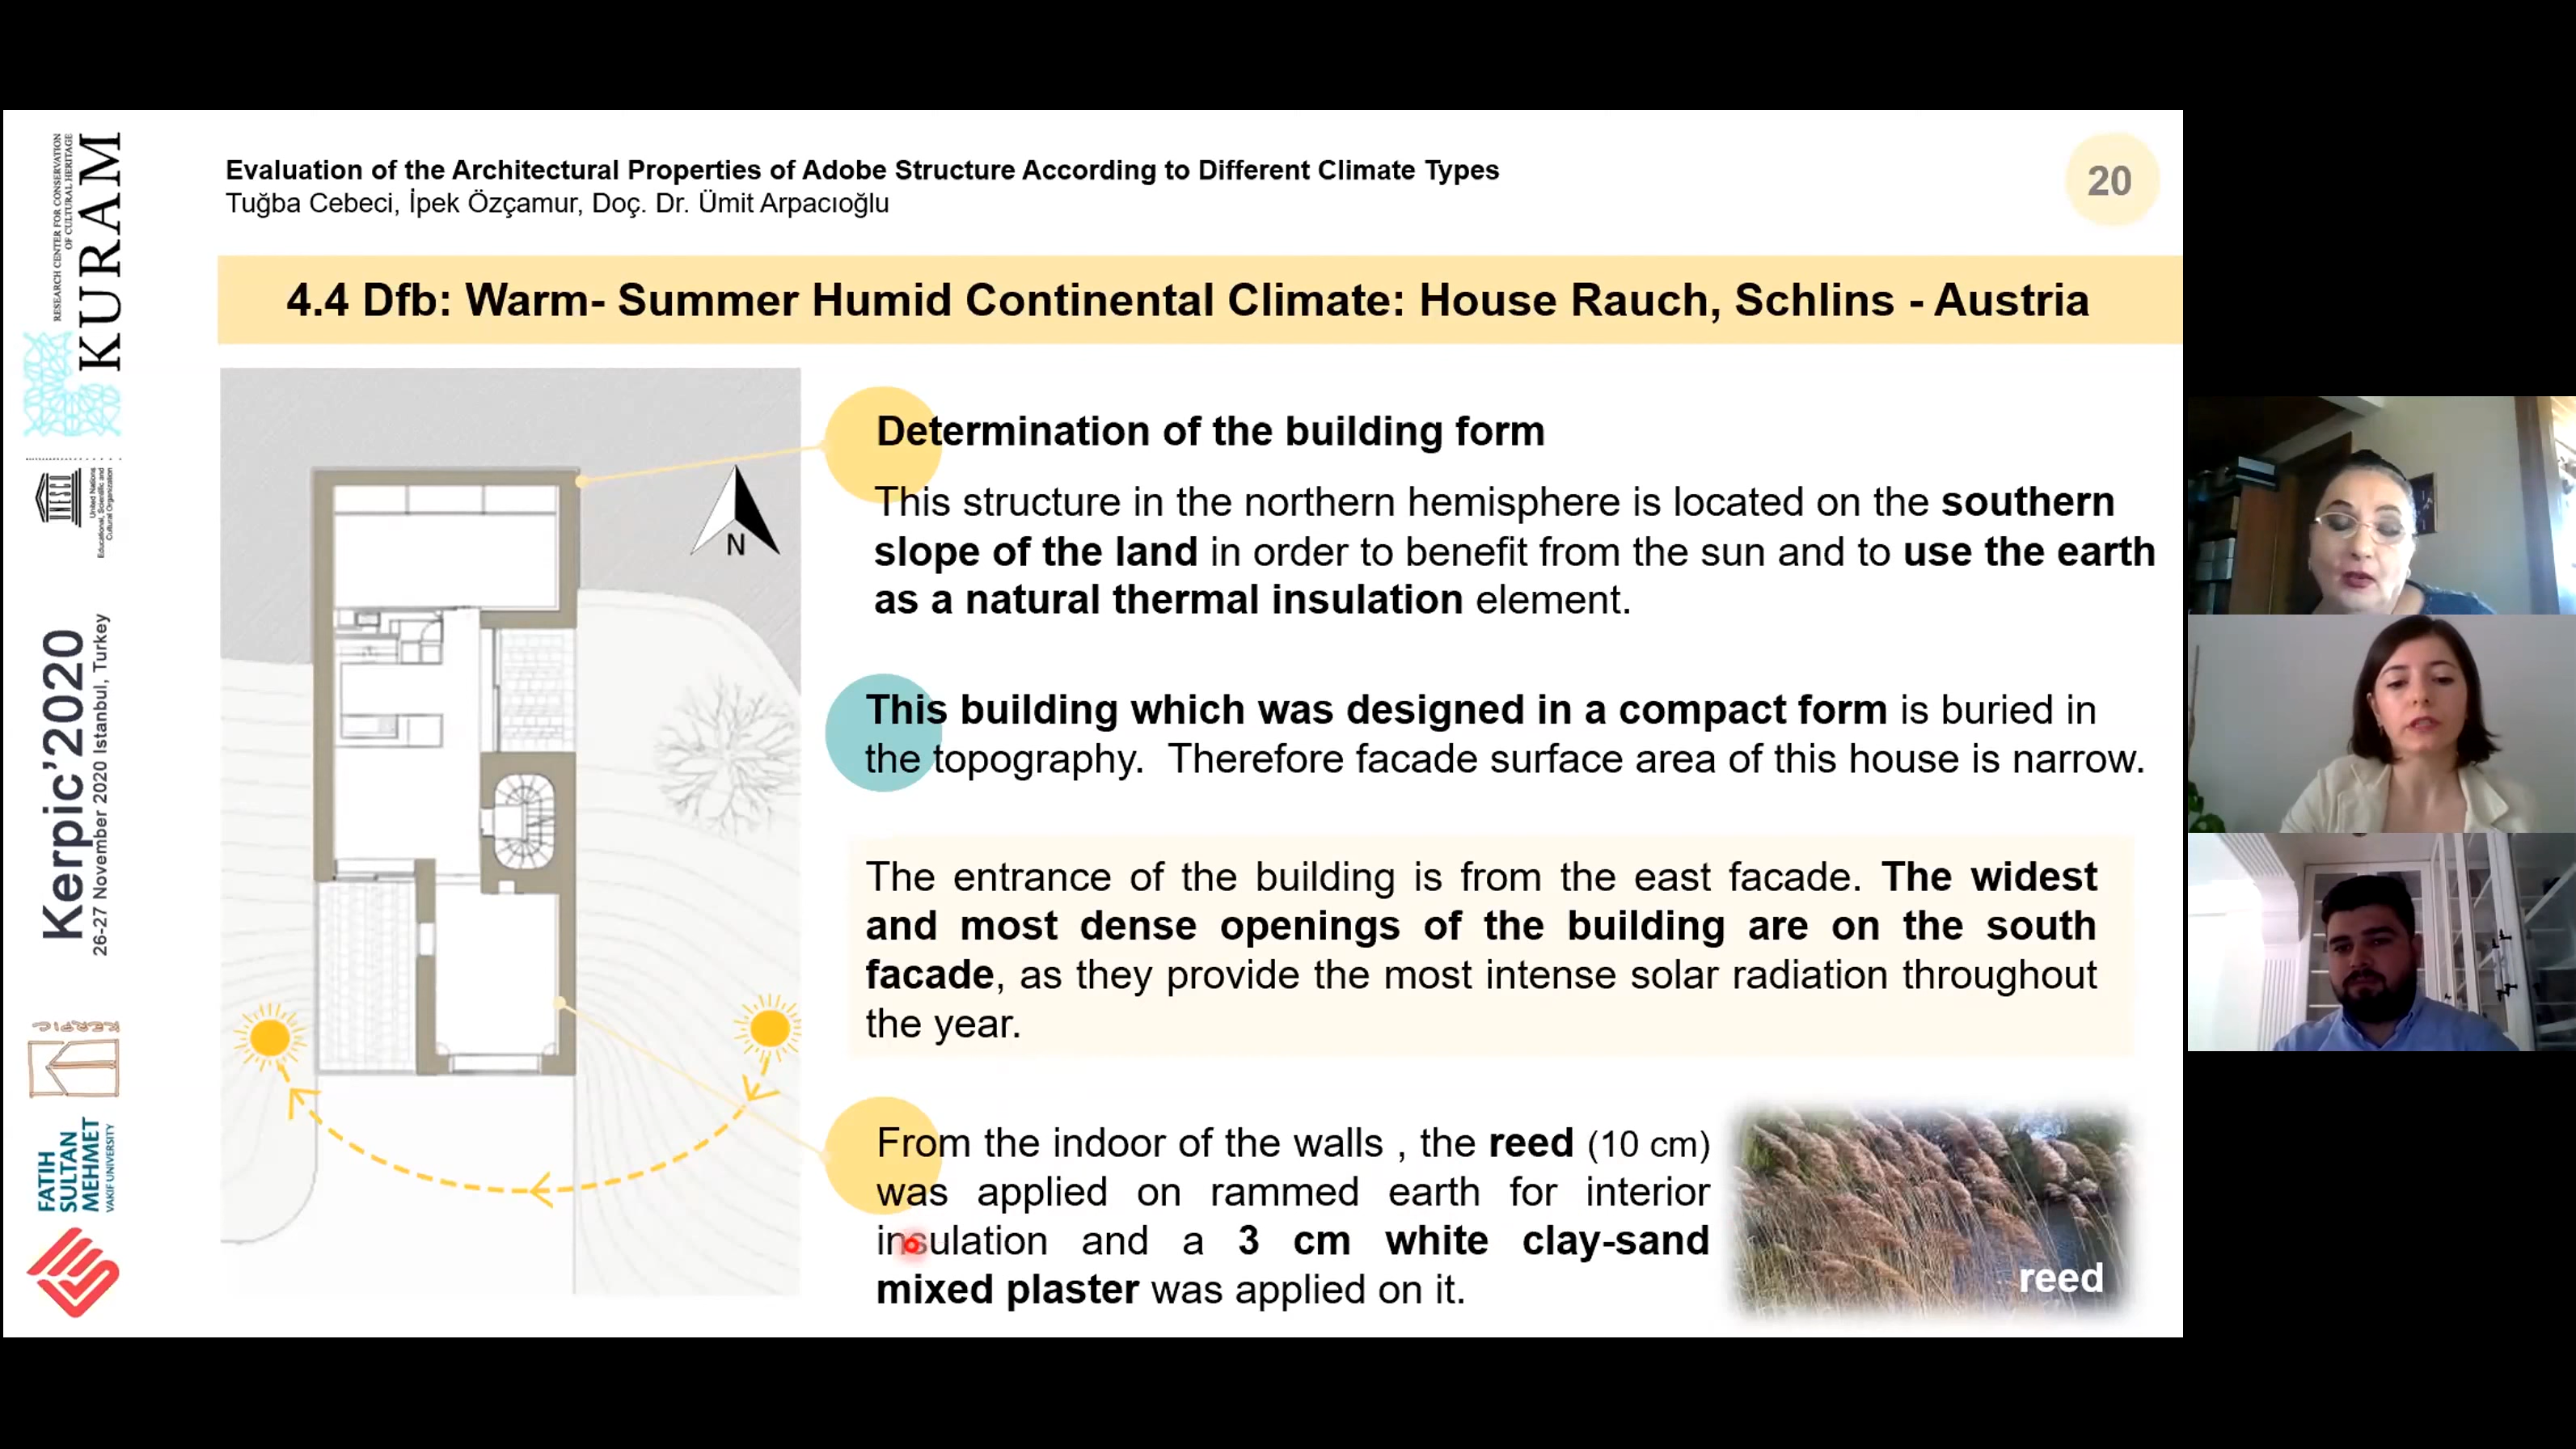 RESEARCH CENTER FOR CONSERVATION
OF CULTURAL HERITAGE
KURAM
UNESCO
United Nations
Educational, Scientific and
Cultural Organization
Kerpic'2020
26-27 November 2020 Istanbul, Turkey
KERPIC
FATIH
SULTAN
MEHMET
VAKIF UNIVERSITY
Evaluation of the Architectural Properties of Adobe Structure According to Different Climate Types
Tuğba Cebeci, İpek Özçamur, Doç. Dr. Ümit Arpacıoğlu
20
4.4 Dfb: Warm- Summer Humid Continental Climate: House Rauch, Schlins - Austria
N
Determination of the building form
This structure in the northern hemisphere is located on the southern
slope of the land in order to benefit from the sun and to use the earth
as a natural thermal insulation element.
This building which was designed in a compact form is buried in
the topography. Therefore facade surface area of this house is narrow.
The entrance of the building is from the east facade. The widest
and most dense openings of the building are on the south
facade, as they provide the most intense solar radiation throughout
the year.
From the indoor of the walls , the reed (10 cm)
was applied on rammed earth for interior
insulation and a 3 cm white clay-sand
mixed plaster was applied on it.
reed